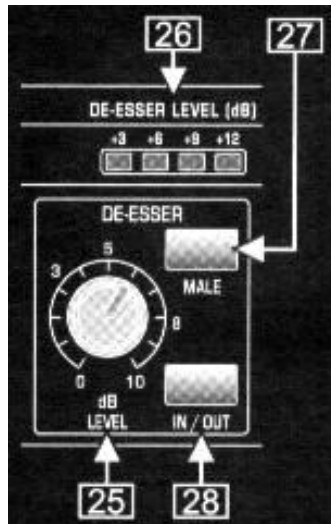 26 27
DE-ESSER LEVEL (dB)
+3 +6 +9 +12
DE-ESSER
5
3
MALE
8
0 10
dB
LEVEL IN / OUT
25 28